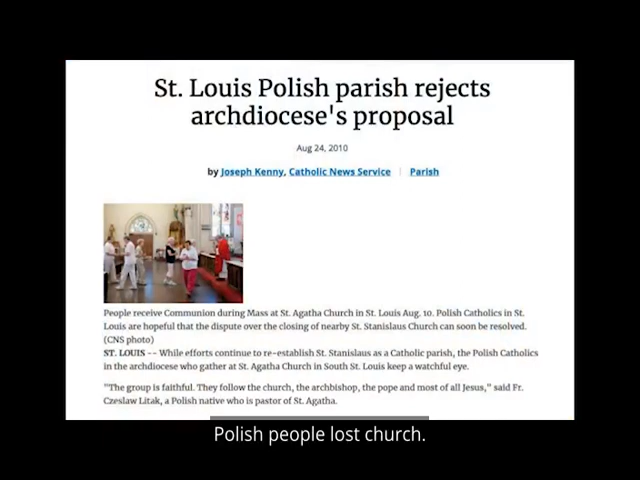 St. Louis Polish parish rejects
archdiocese's proposal
Aug 24, 2010
by Joseph Kenny, Catholic News Service | Parish
People receive Communion during Mass at St. Agatha Church in St. Louis Aug. 10. Polish Catholics in St.
Louis are hopeful that the dispute over the closing of nearby St. Stanislaus Church can soon be resolved.
(CNS photo)
ST. LOUIS -- While efforts continue to re-establish St. Stanislaus as a Catholic parish, the Polish Catholics
in the archdiocese who gather at St. Agatha Church in South St. Louis keep a watchful eye.
"The group is faithful. They follow the church, the archbishop, the pope and most of all Jesus," said Fr.
Czeslaw Litak, a Polish native who is pastor of St. Agatha.
Polish people lost church.